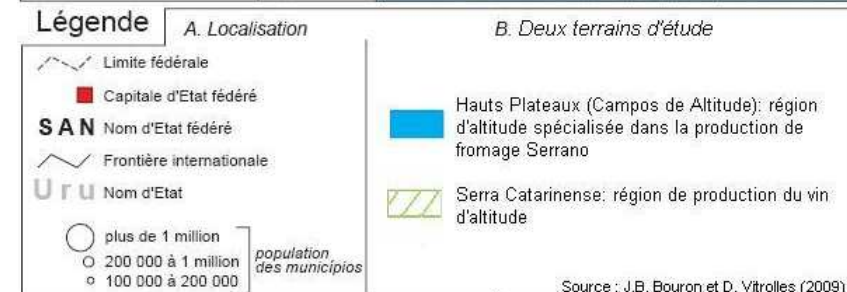 Légende
A. Localisation
Limite fédérale
Capitale d'Etat fédéré
SAN Nom d'Etat fédéré
Frontière internationale
Uru Nom d'Etat
plus de 1 million
200 000 à 1 million
100 000 à 200 000
population
des municípios
B. Deux terrains d'étude
Hauts Plateaux (Campos de Altitude): région
d'altitude spécialisée dans la production de
fromage Serrano
Serra Catarinense: région de production du vin
d'altitude
Source : J.B. Bouron et D. Vitrolles (2009)